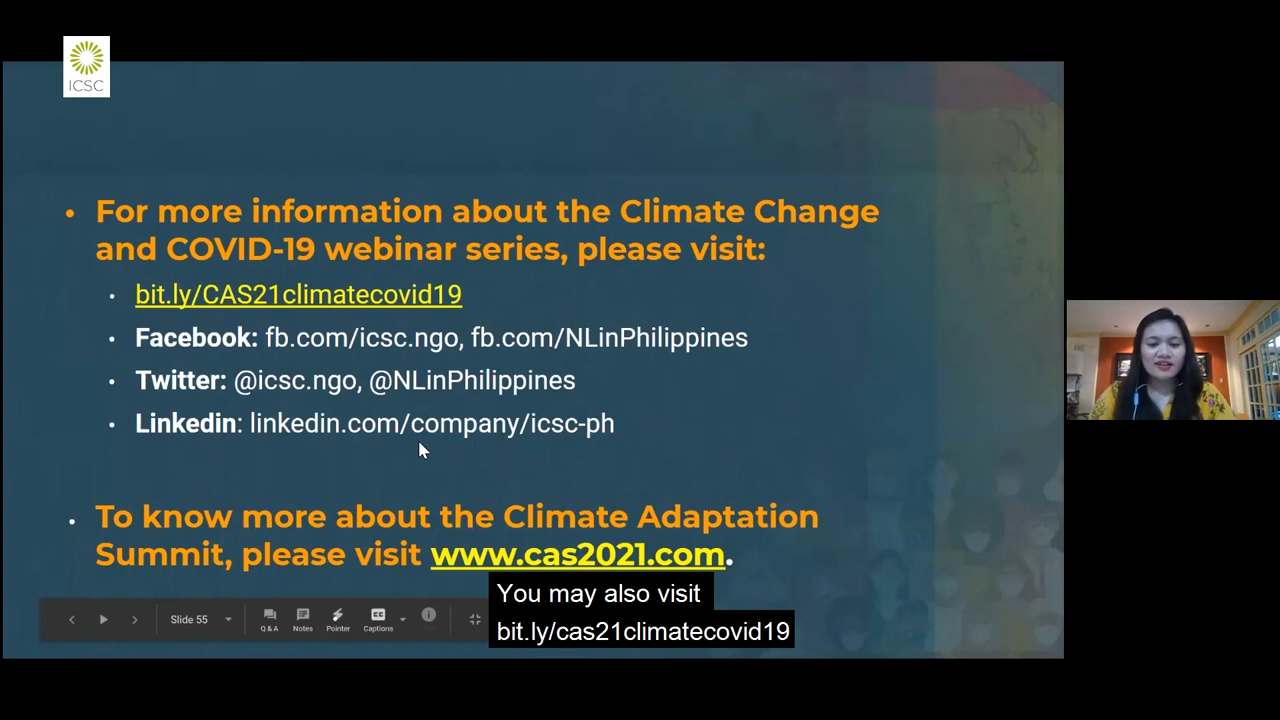 ICSC
• For more information about the Climate Change
and COVID-19 webinar series, please visit:
• bit.ly/CAS21climatecovid19
• Facebook: fb.com/icsc.ngo, fb.com/NLinPhilippines
• Twitter: @icsc.ngo, @NLinPhilippines
• Linkedin: linkedin.com/company/icsc-ph
• To know more about the Climate Adaptation
Summit, please visit www.cas2021.com.
Slide 55
Q & A
Notes
Pointer
Captions
You may also visit
bit.ly/cas21climatecovid19